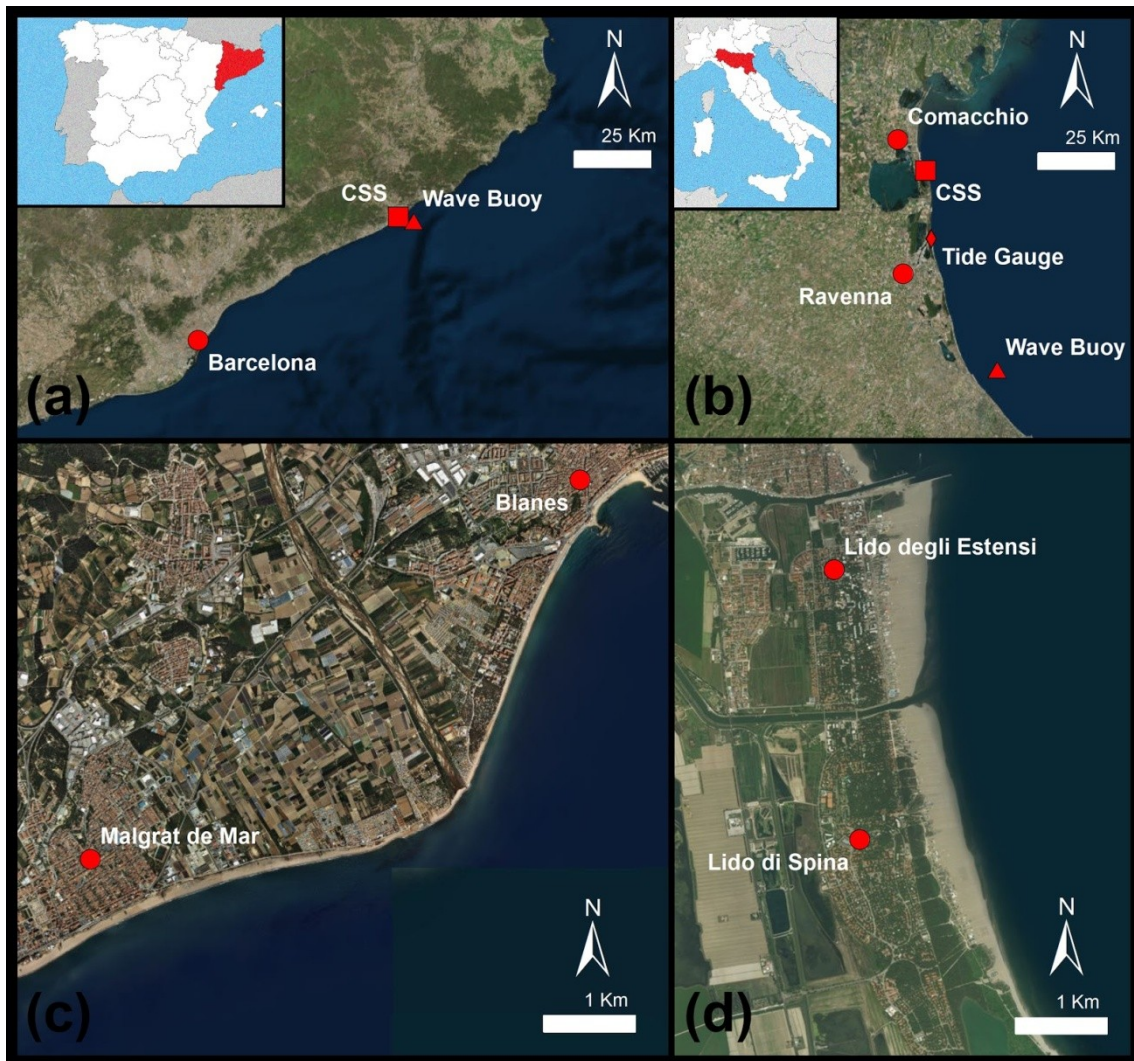 N
25 Km
CSS
Wave Buoy
Barcelona
(a)
N
Comacchio
25 Km
CSS
Tide Gauge
Ravenna
Wave Buoy
(b)
Blanes
Malgrat de Mar
N
1 Km
(c)
Lido degli Estensi
Lido di Spina
N
1 Km
(d)